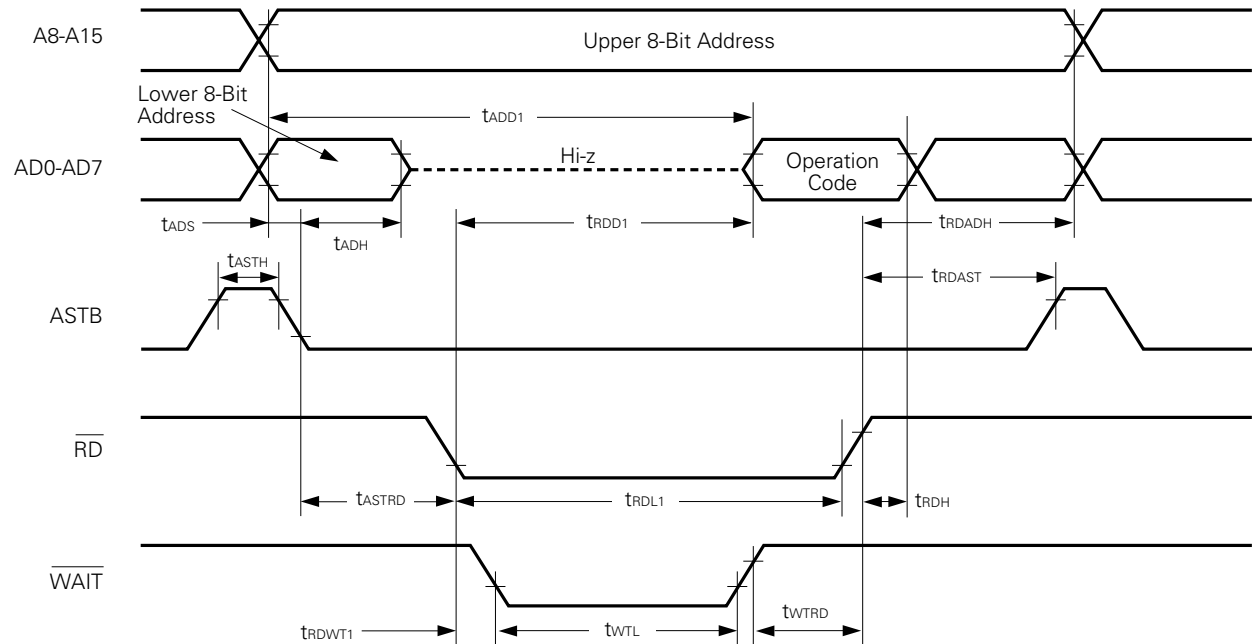 A8-A15
Upper 8-Bit Address
Lower 8-Bit
Address
tADD1
AD0-AD7
Hi-z
Operation
Code
tADS
tADH
tRDD1
tRDADH
tASTH
tRDAST
ASTB
RD
tASTRD
tRDL1
tRDH
WAIT
tRDWT1
tWTL
tWTRD